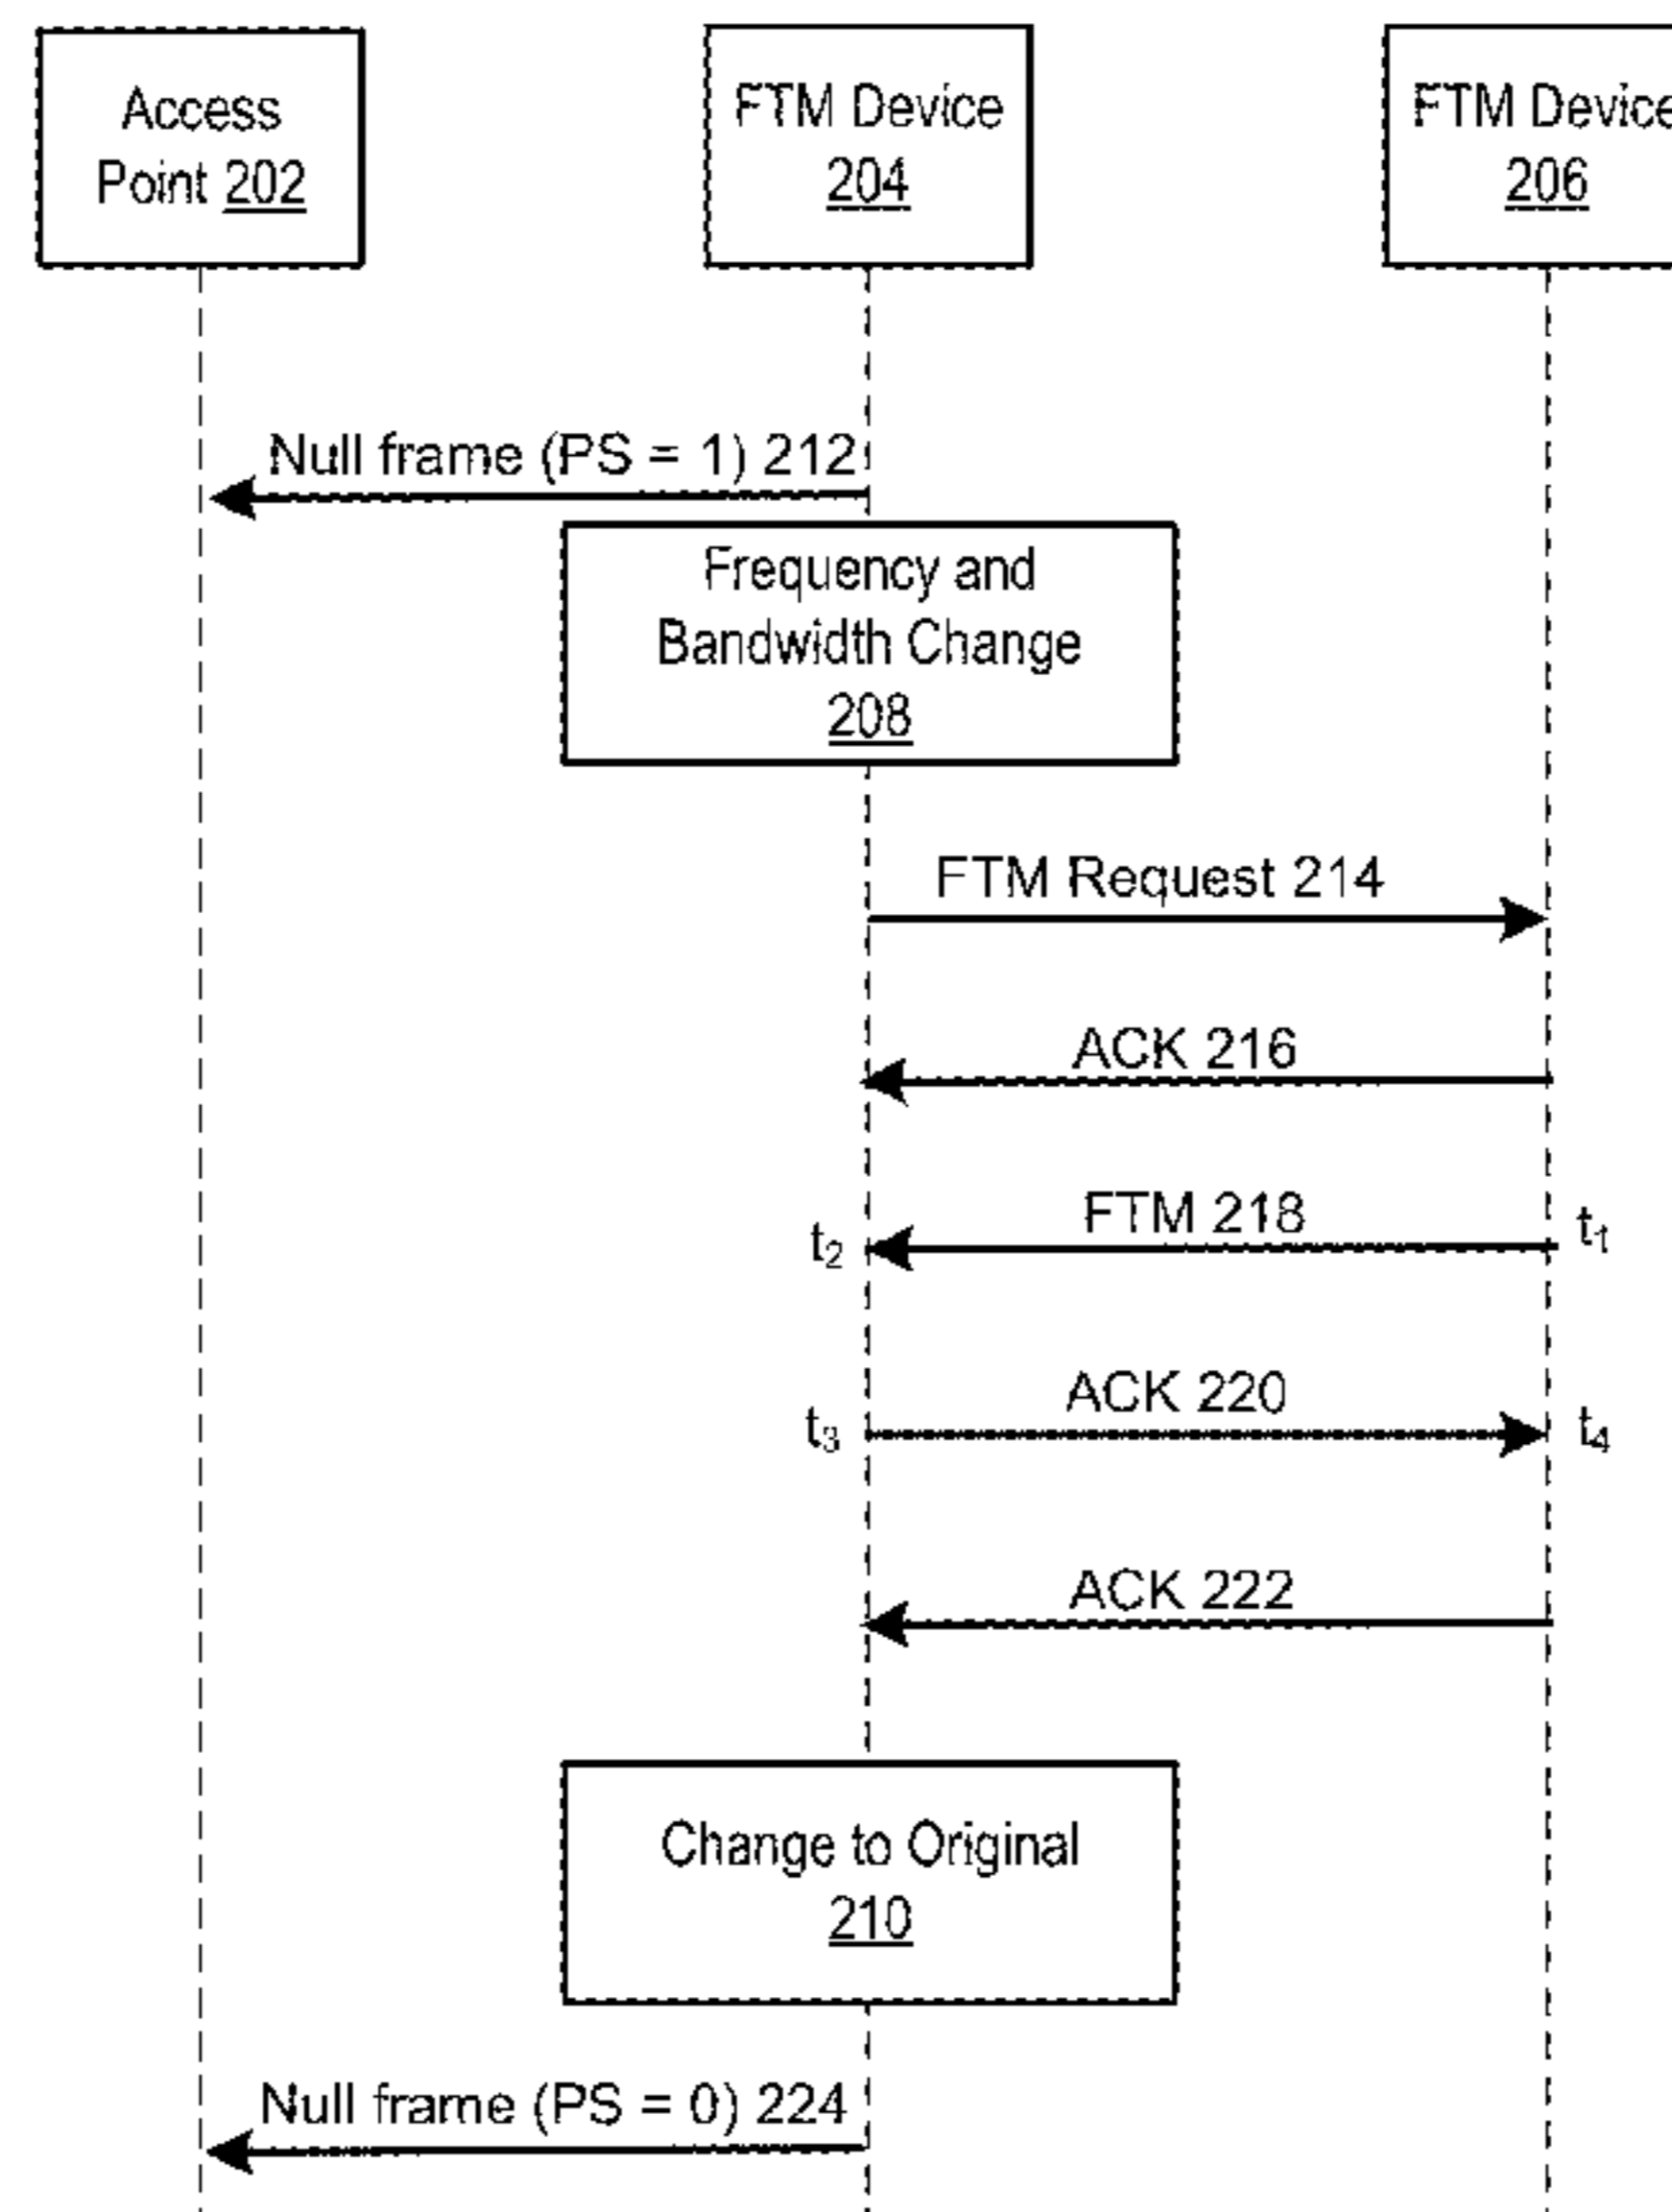 Access
Point 202
FTM Device
204
FTM Device
206
Null frame (PS = 1) 212
Frequency and
Bandwidth Change
208
FTM Request 214
ACK 216
FTM 218
t2
t1
ACK 220
t3
t4
ACK 222
Change to Original
210
Null frame (PS = 0) 224